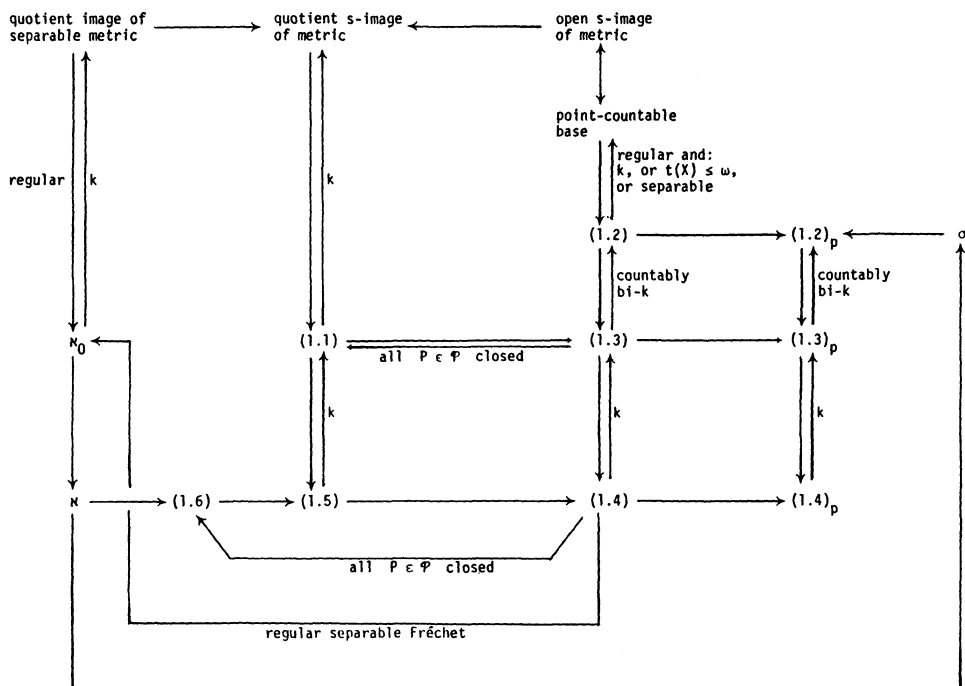 quotient image of
separable metric
quotient s-image
of metric
open s-image
of metric
point-countable
base
regular
k
k
regular and:
k, or t(X) ≤ ω,
or separable
(1.2)
(1.2)p
σ
countably
bi-k
countably
bi-k
ℵ0
(1.1)
all P ε 𝒫 closed
(1.3)
(1.3)p
k
k
k
ℵ
(1.6)
(1.5)
(1.4)
(1.4)p
all P ε 𝒫 closed
regular separable Fréchet